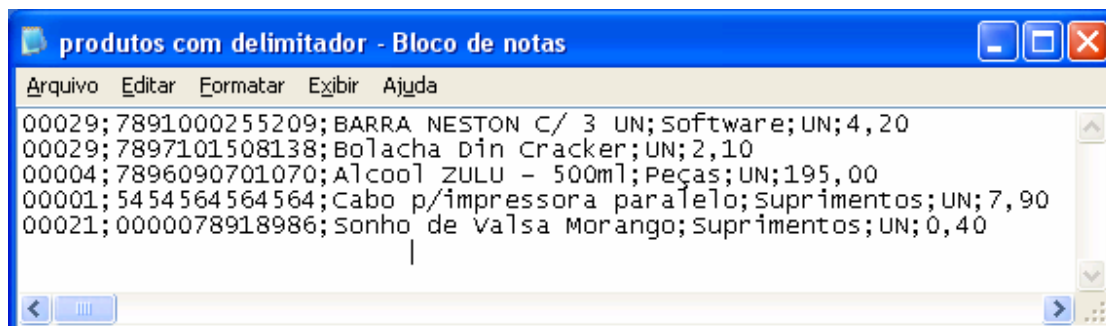 produtos com delimitador - Bloco de notas
Arquivo Editar Formatar Exibir Ajuda
00029;7891000255209;BARRA NESTON C/ 3 UN;Software;UN;4,20
00029;7897101508138;Bolacha Din Cracker;UN;2,10
00004;7896090701070;Alcool ZULU - 500ml;Peças;UN;195,00
00001;5454564564564;Cabo p/impressora paralelo;Suprimentos;UN;7,90
00021;0000078918986;Sonho de Valsa Morango;Suprimentos;UN;0,40